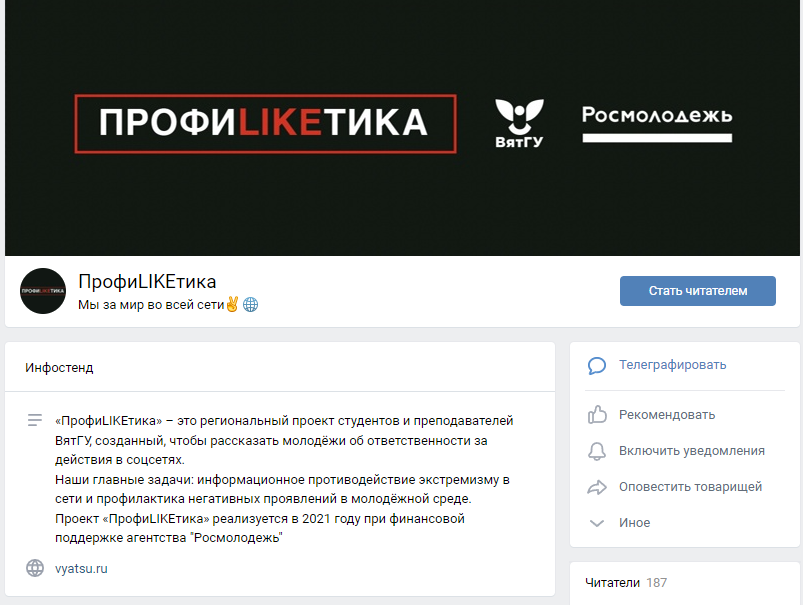 ПРОФИLIKEТИКА
ВятГУ
Росмолодежь
ПРОФИLIKEТИКА
ПрофиLIKEтика
Мы за мир во всей сети✌🌐
Стать читателем
Инфостенд
«ПрофиLIKEтика» – это региональный проект студентов и преподавателей
ВятГУ, созданный, чтобы рассказать молодёжи об ответственности за
действия в соцсетях.
Наши главные задачи: информационное противодействие экстремизму в
сети и профилактика негативных проявлений в молодёжной среде.
Проект «ПрофиLIKEтика» реализуется в 2021 году при финансовой
поддержке агентства "Росмолодежь"
vyatsu.ru
Телеграфировать
Рекомендовать
Включить уведомления
Оповестить товарищей
Иное
Читатели 187